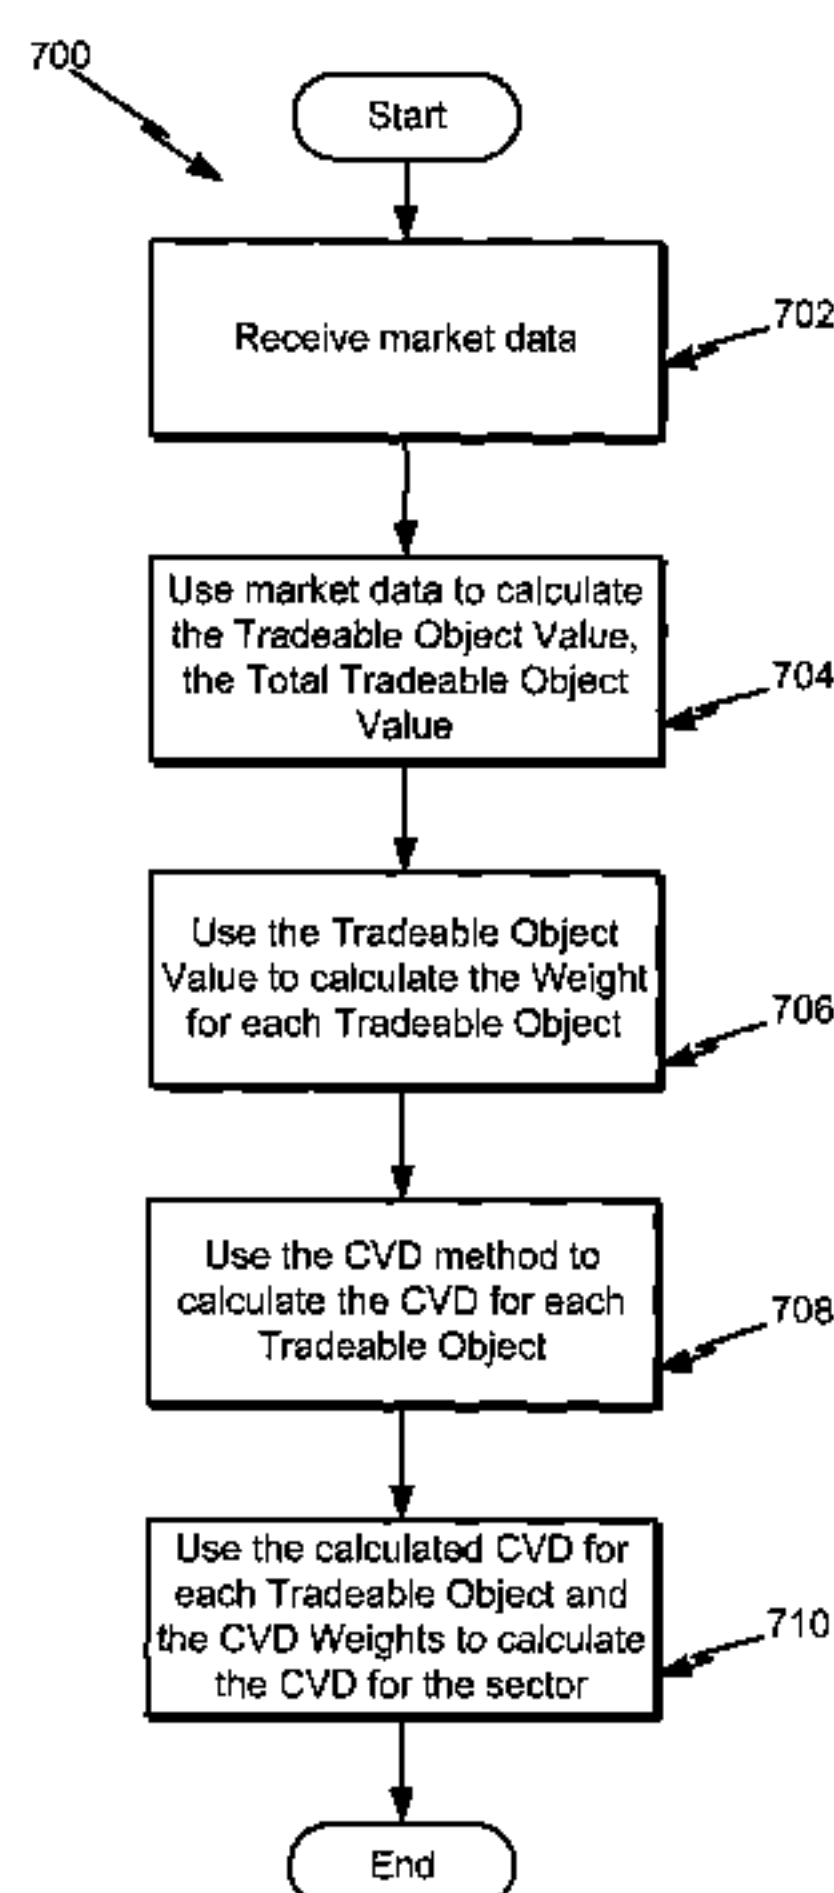 700
Start
Receive market data
702
Use market data to calculate
the Tradeable Object Value,
the Total Tradeable Object
Value
704
Use the Tradeable Object
Value to calculate the Weight
for each Tradeable Object
706
Use the CVD method to
calculate the CVD for each
Tradeable Object
708
Use the calculated CVD for
each Tradeable Object and
the CVD Weights to calculate
the CVD for the sector
710
End